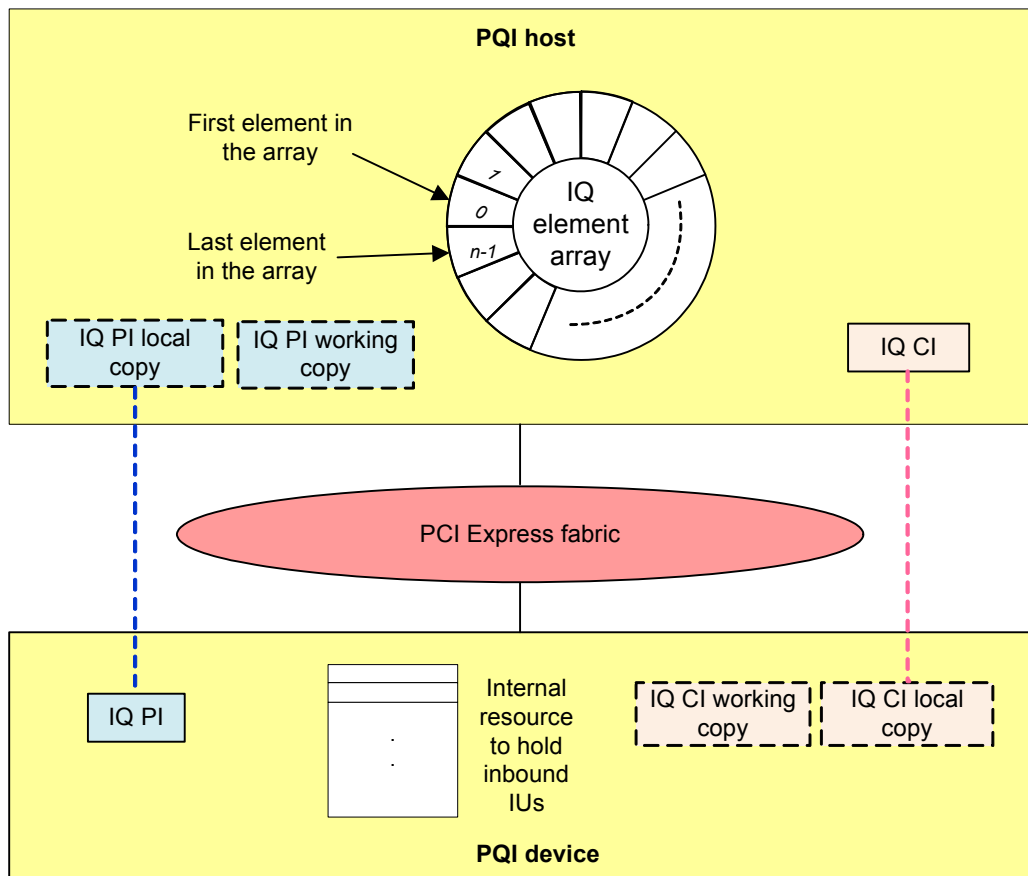 PQI host
First element in
the array
1
0
n-1
IQ
element
array
Last element
in the array
IQ PI local
copy
IQ PI working
copy
IQ CI
PCI Express fabric
IQ PI
Internal
resource
to hold
inbound
IUs
IQ CI working
copy
IQ CI local
copy
PQI device